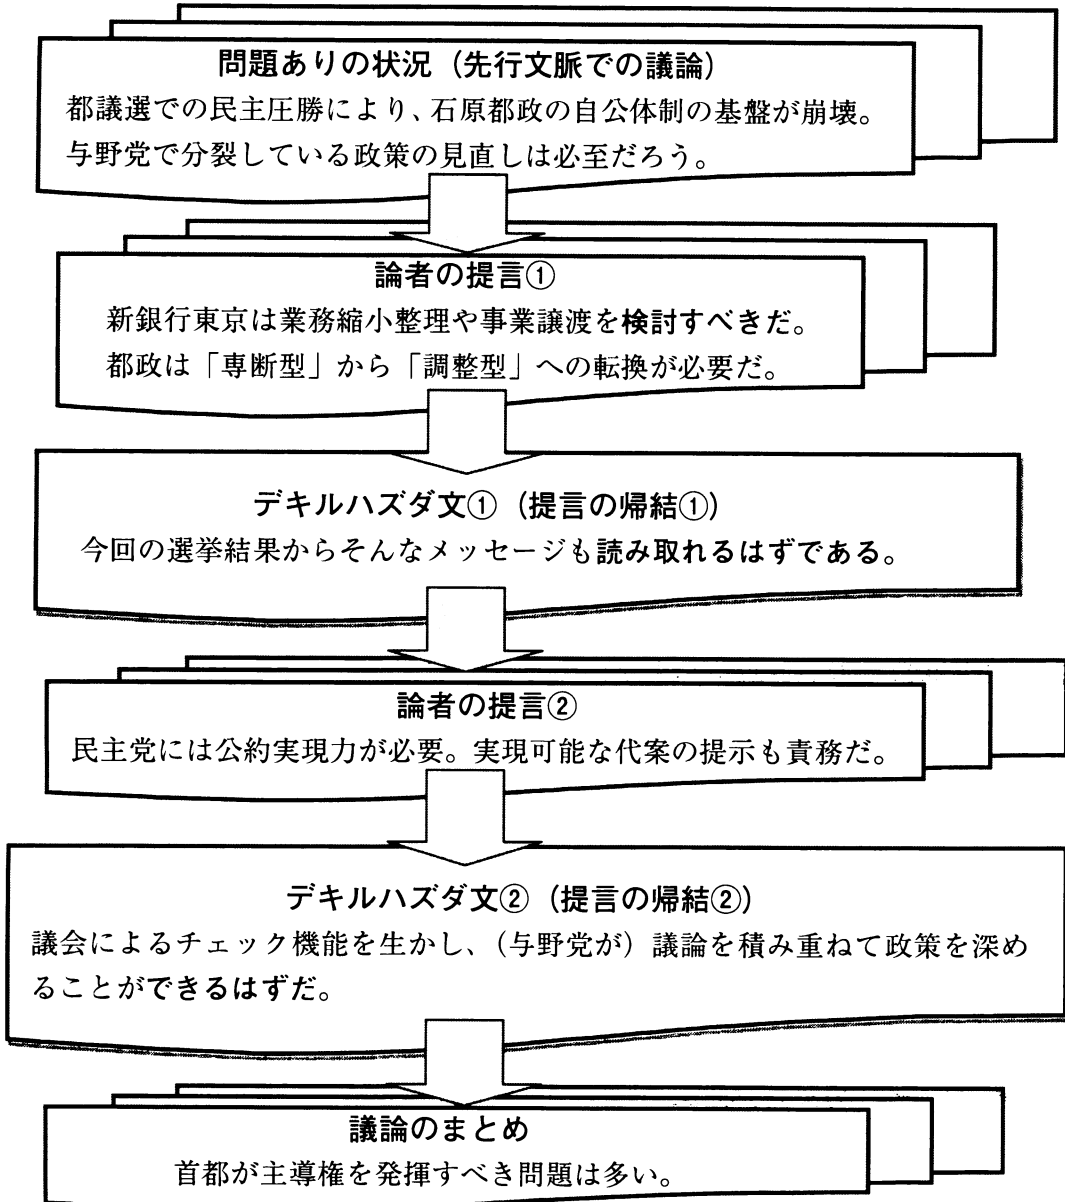 問題ありの状況（先行文脈での議論）
都議選での民主圧勝により、石原都政の自公体制の基盤が崩壊。
与野党で分裂している政策の見直しは必至だろう。
論者の提言①
新銀行東京は業務縮小整理や事業譲渡を検討すべきだ。
都政は「専断型」から「調整型」への転換が必要だ。
デキルハズダ文①（提言の帰結①）
今回の選挙結果からそんなメッセージも読み取れるはずである。
論者の提言②
民主党には公約実現力が必要。実現可能な代案の提示も責務だ。
デキルハズダ文②（提言の帰結②）
議会によるチェック機能を生かし、（与野党が）議論を積み重ねて政策を深め
ることができるはずだ。
議論のまとめ
首都が主導権を発揮すべき問題は多い。